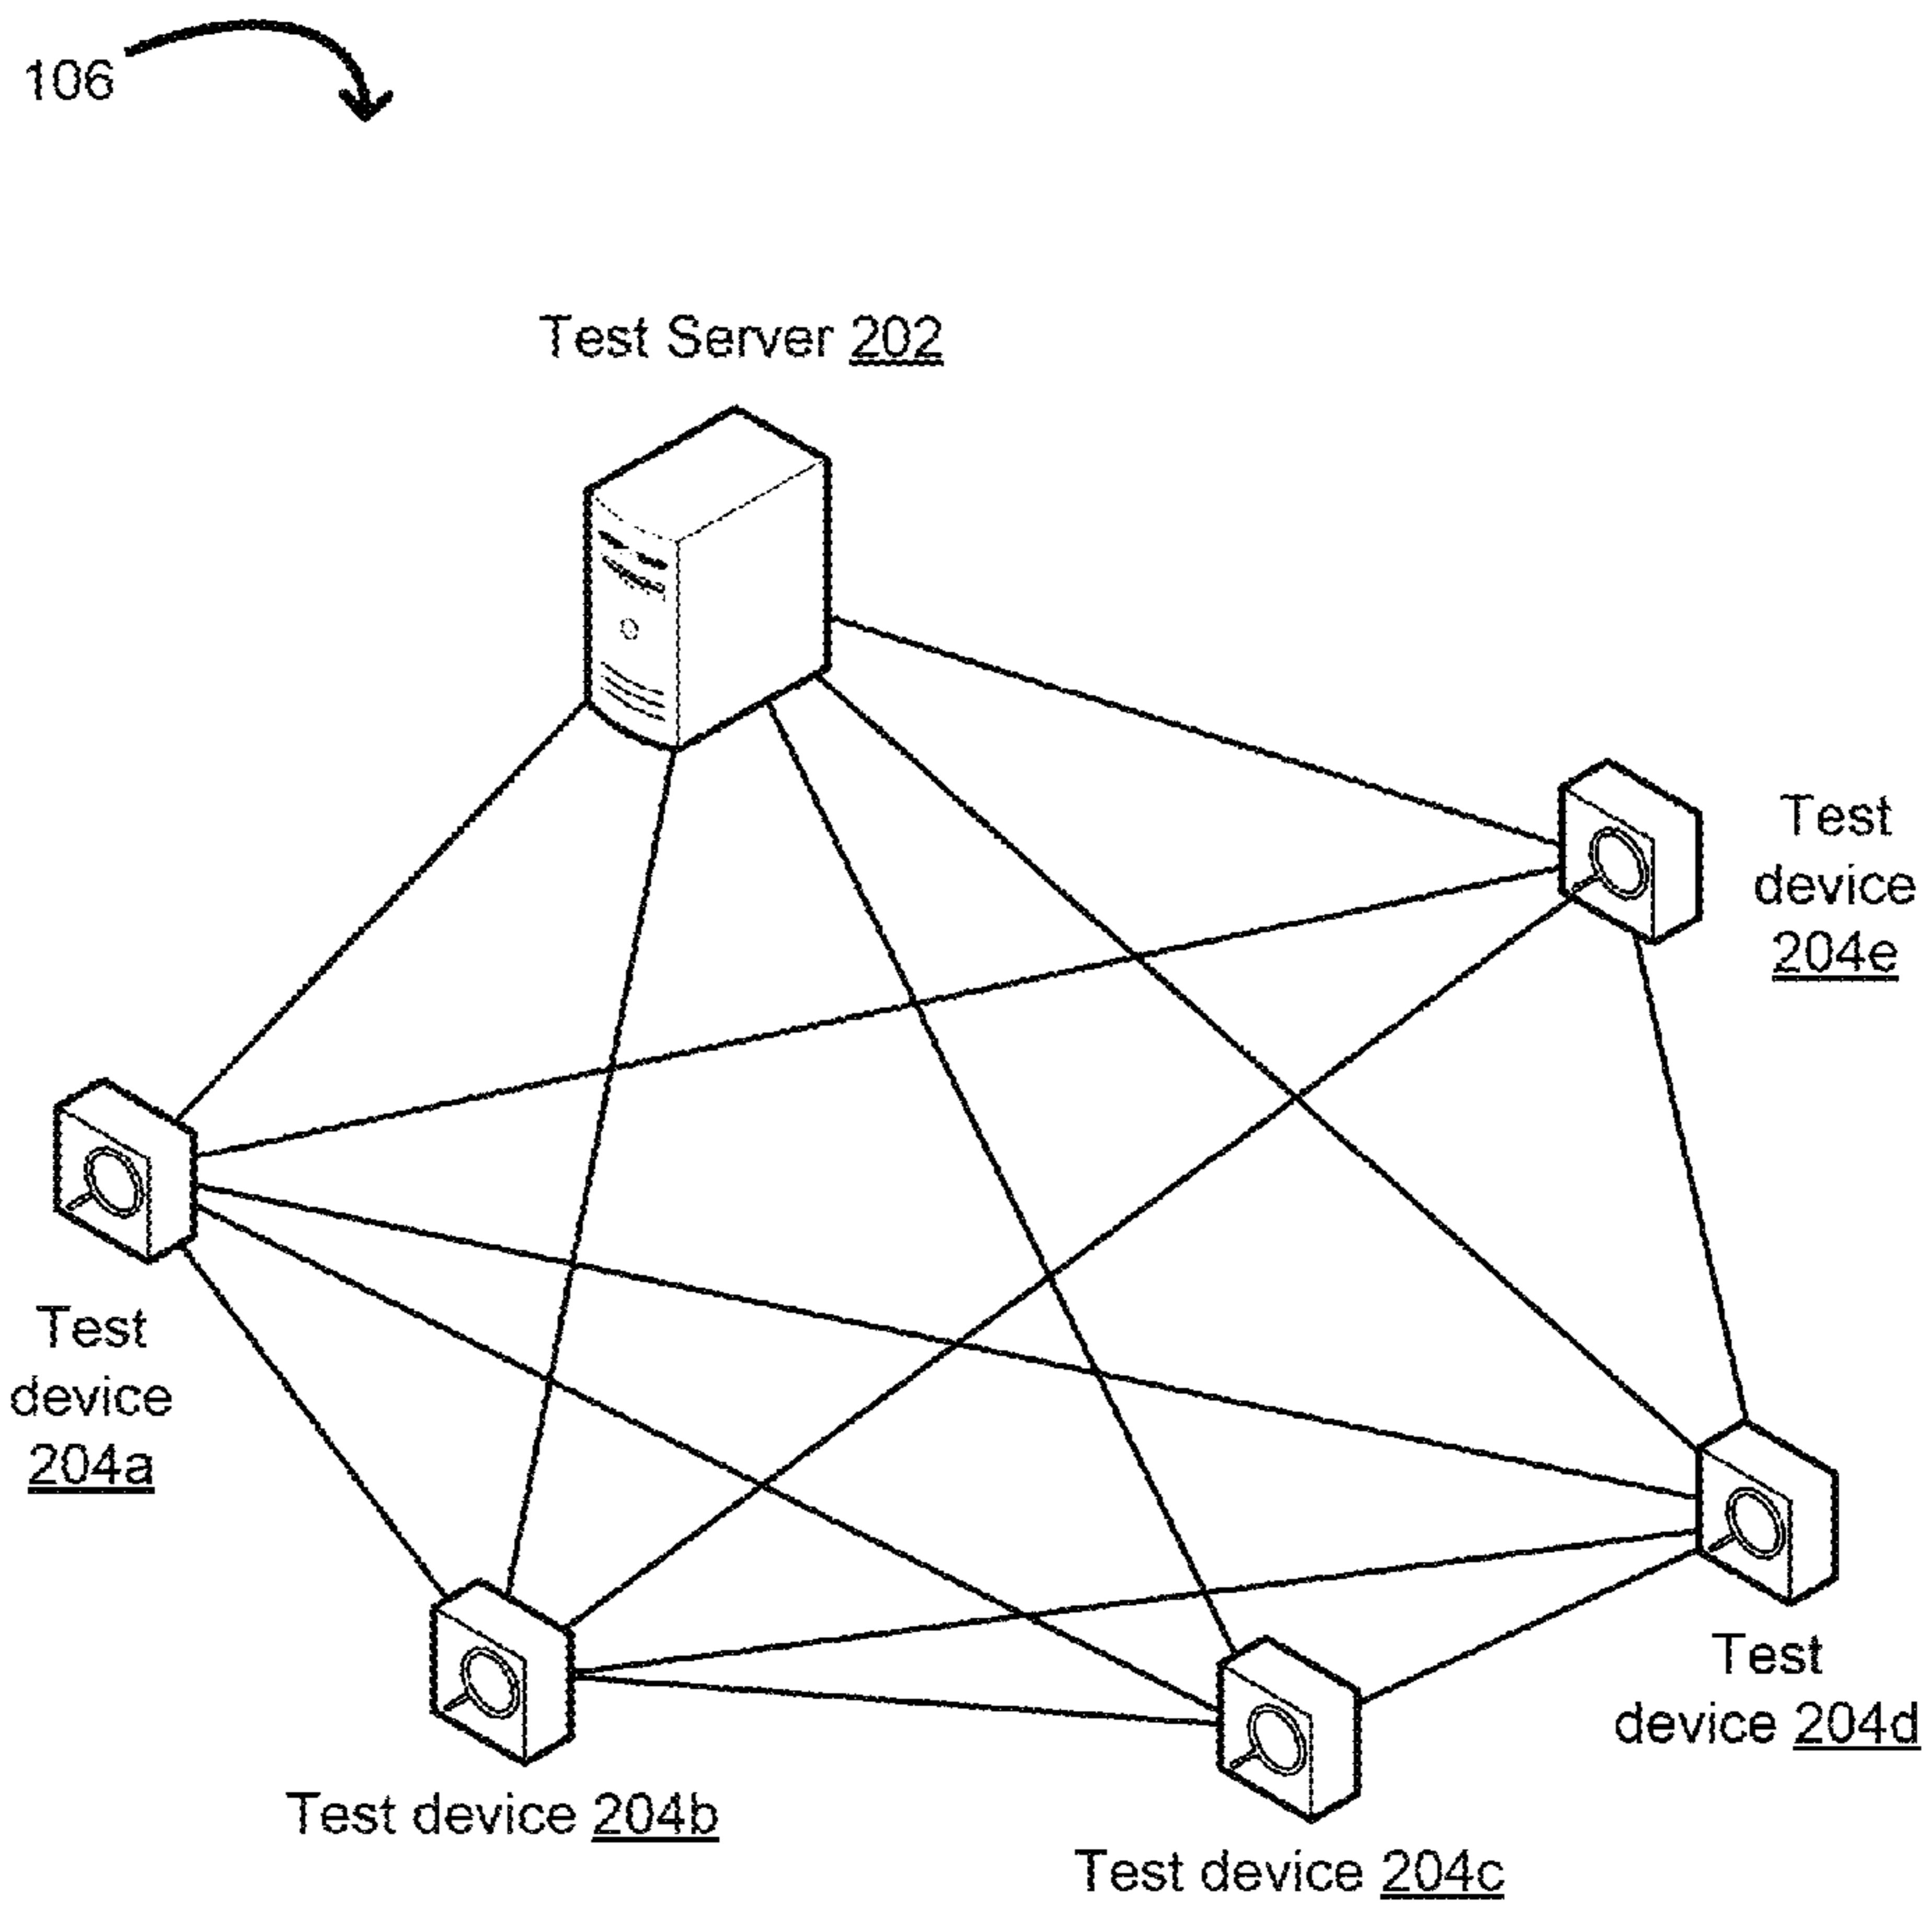 106
Test Server 202
Test
device
204e
Test
device
204a
Test
device 204d
Test device 204b
Test device 204c